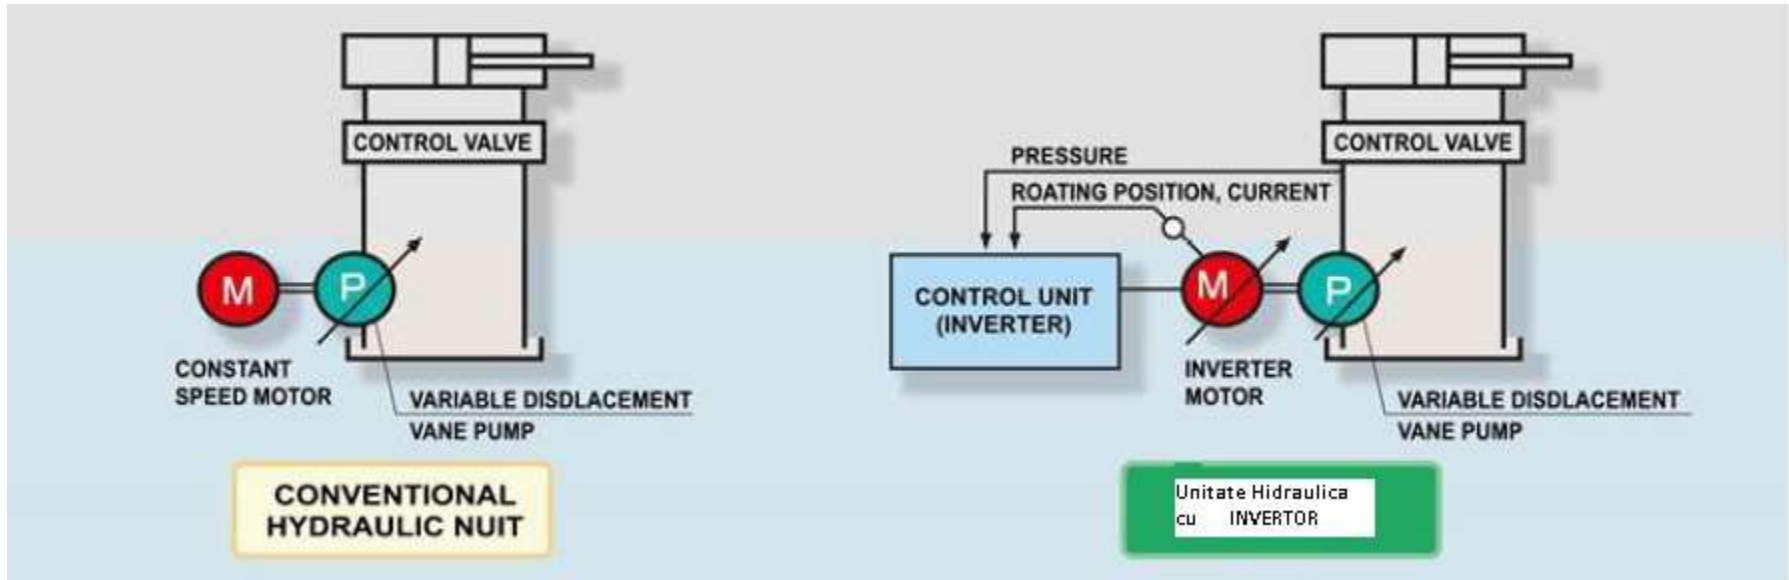 CONTROL VALVE
M
P
CONSTANT
SPEED MOTOR
VARIABLE DISDLACEMENT
VANE PUMP
CONVENTIONAL
HYDRAULIC NUIT
CONTROL VALVE
PRESSURE
ROATING POSITION, CURRENT
CONTROL UNIT
(INVERTER)
M
P
INVERTER
MOTOR
VARIABLE DISDLACEMENT
VANE PUMP
Unitate Hidraulica
cu INVERTOR